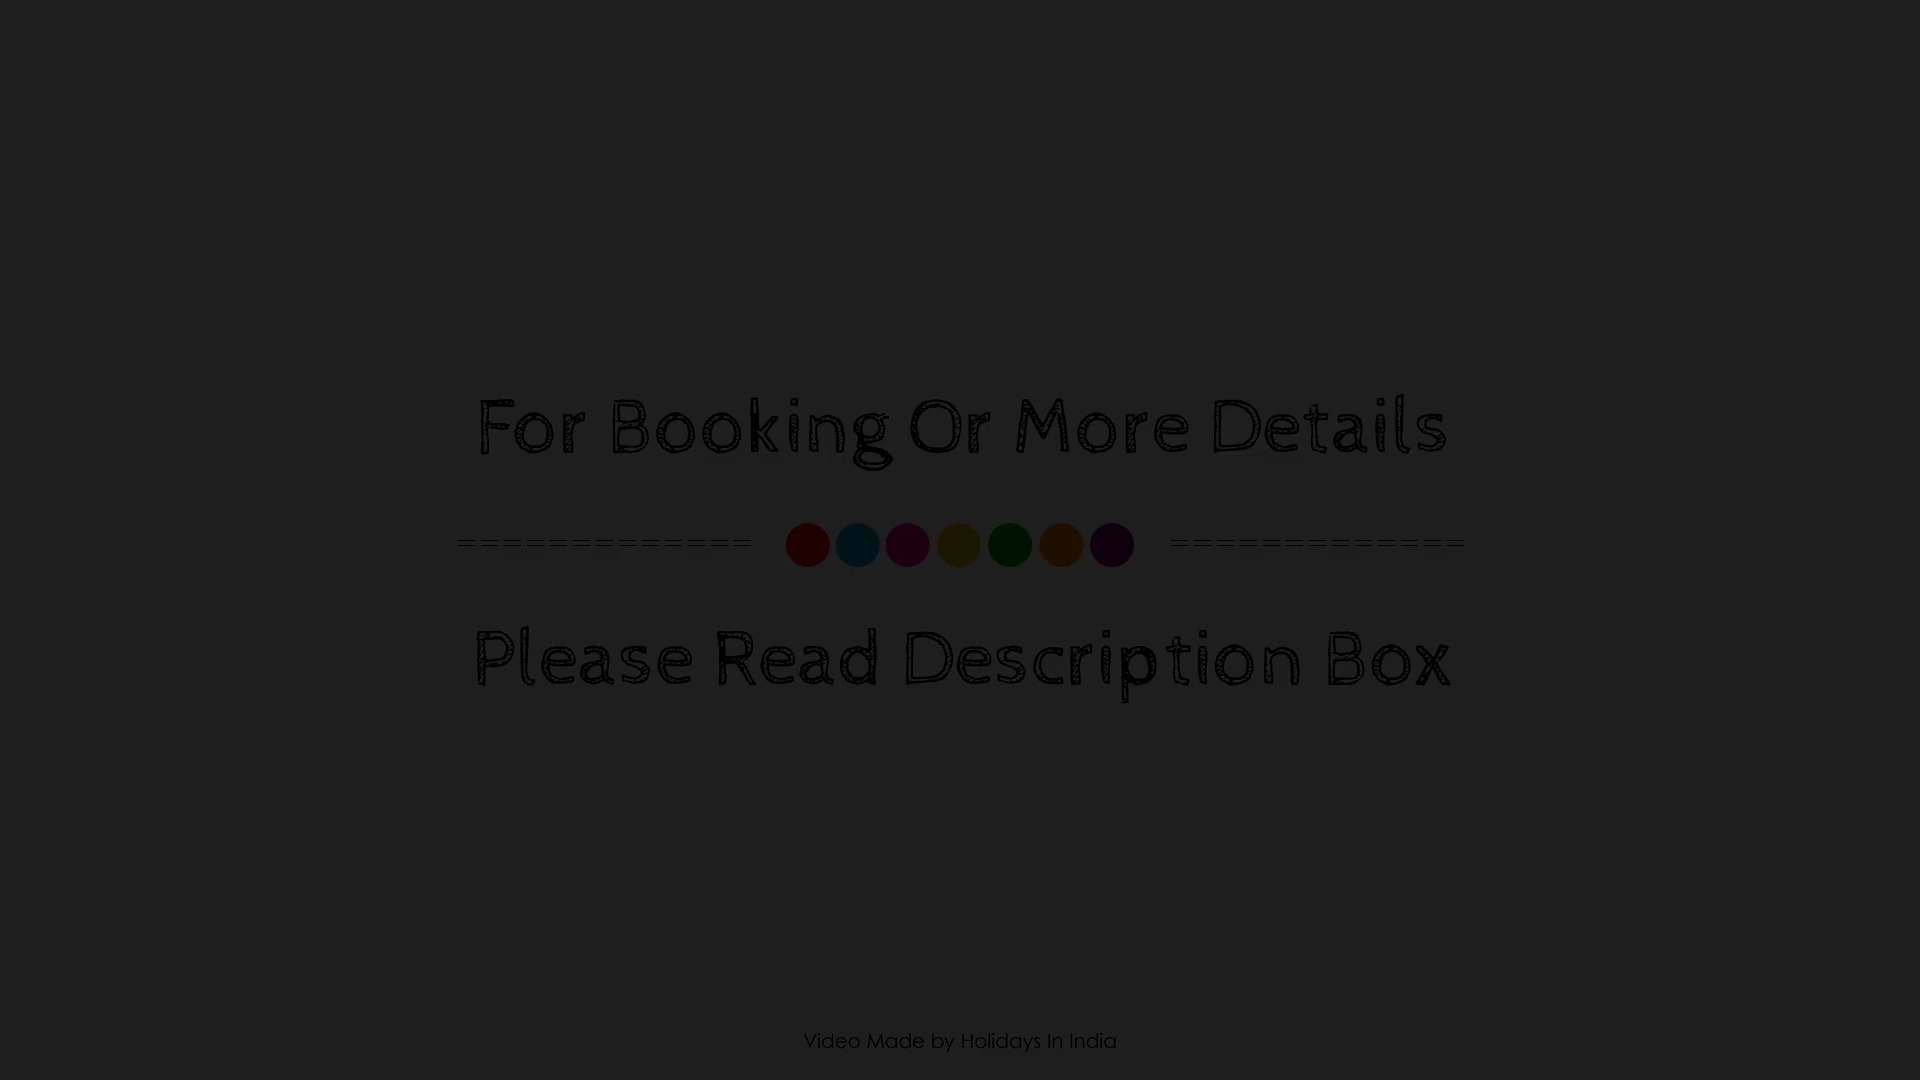 For Booking Or More Details
============= =============
Please Read Description Box
Video Made by Holidays In India